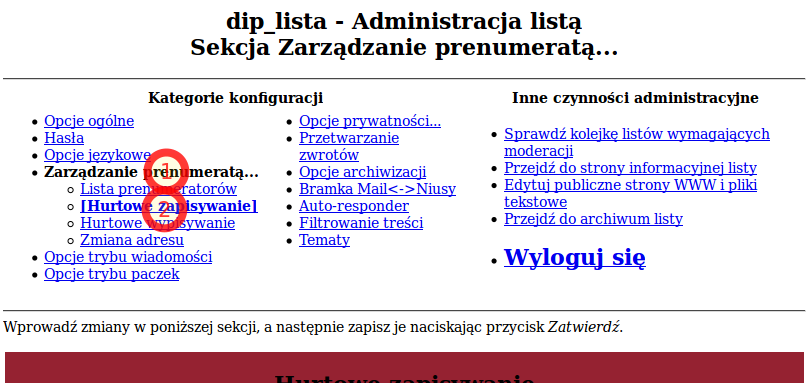 dip_lista - Administracja listą
Sekcja Zarządzanie prenumeratą...
Kategorie konfiguracji
Opcje ogólne
Hasła
Opcje językowe
Zarządzanie prenumeratą...
Lista prenumeratorów
[Hurtowe zapisywanie]
Hurtowe wypisywanie
Zmiana adresu
Opcje trybu wiadomości
Opcje trybu paczek
1
2
Opcje prywatności...
Przetwarzanie
zwrotów
Opcje archiwizacji
Bramka Mail<->Niusy
Auto-responder
Filtrowanie treści
Tematy
Inne czynności administracyjne
Sprawdź kolejkę listów wymagających
moderacji
Przejdź do strony informacyjnej listy
Edytuj publiczne strony WWW i pliki
tekstowe
Przejdź do archiwum listy
Wyloguj się
Wprowadź zmiany w poniższej sekcji, a następnie zapisz je naciskając przycisk Zatwierdź.
Hurtowe zapisywanie